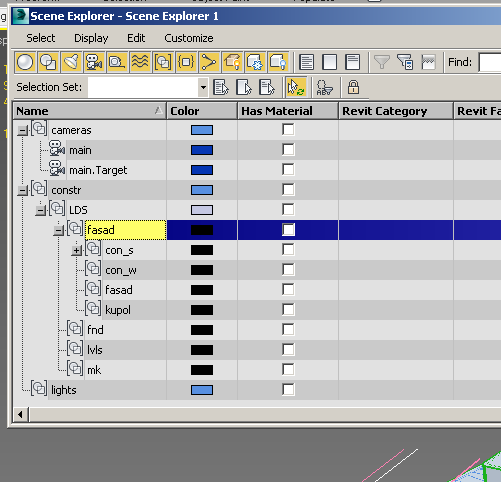 Scene Explorer - Scene Explorer 1
Select Display Edit Customize
Find:
Selection Set:
Name Color Has Material Revit Category Revit Fa
cameras
main
main.Target
constr
LDS
fasad
con_s
con_w
fasad
kupol
fnd
lvls
mk
lights